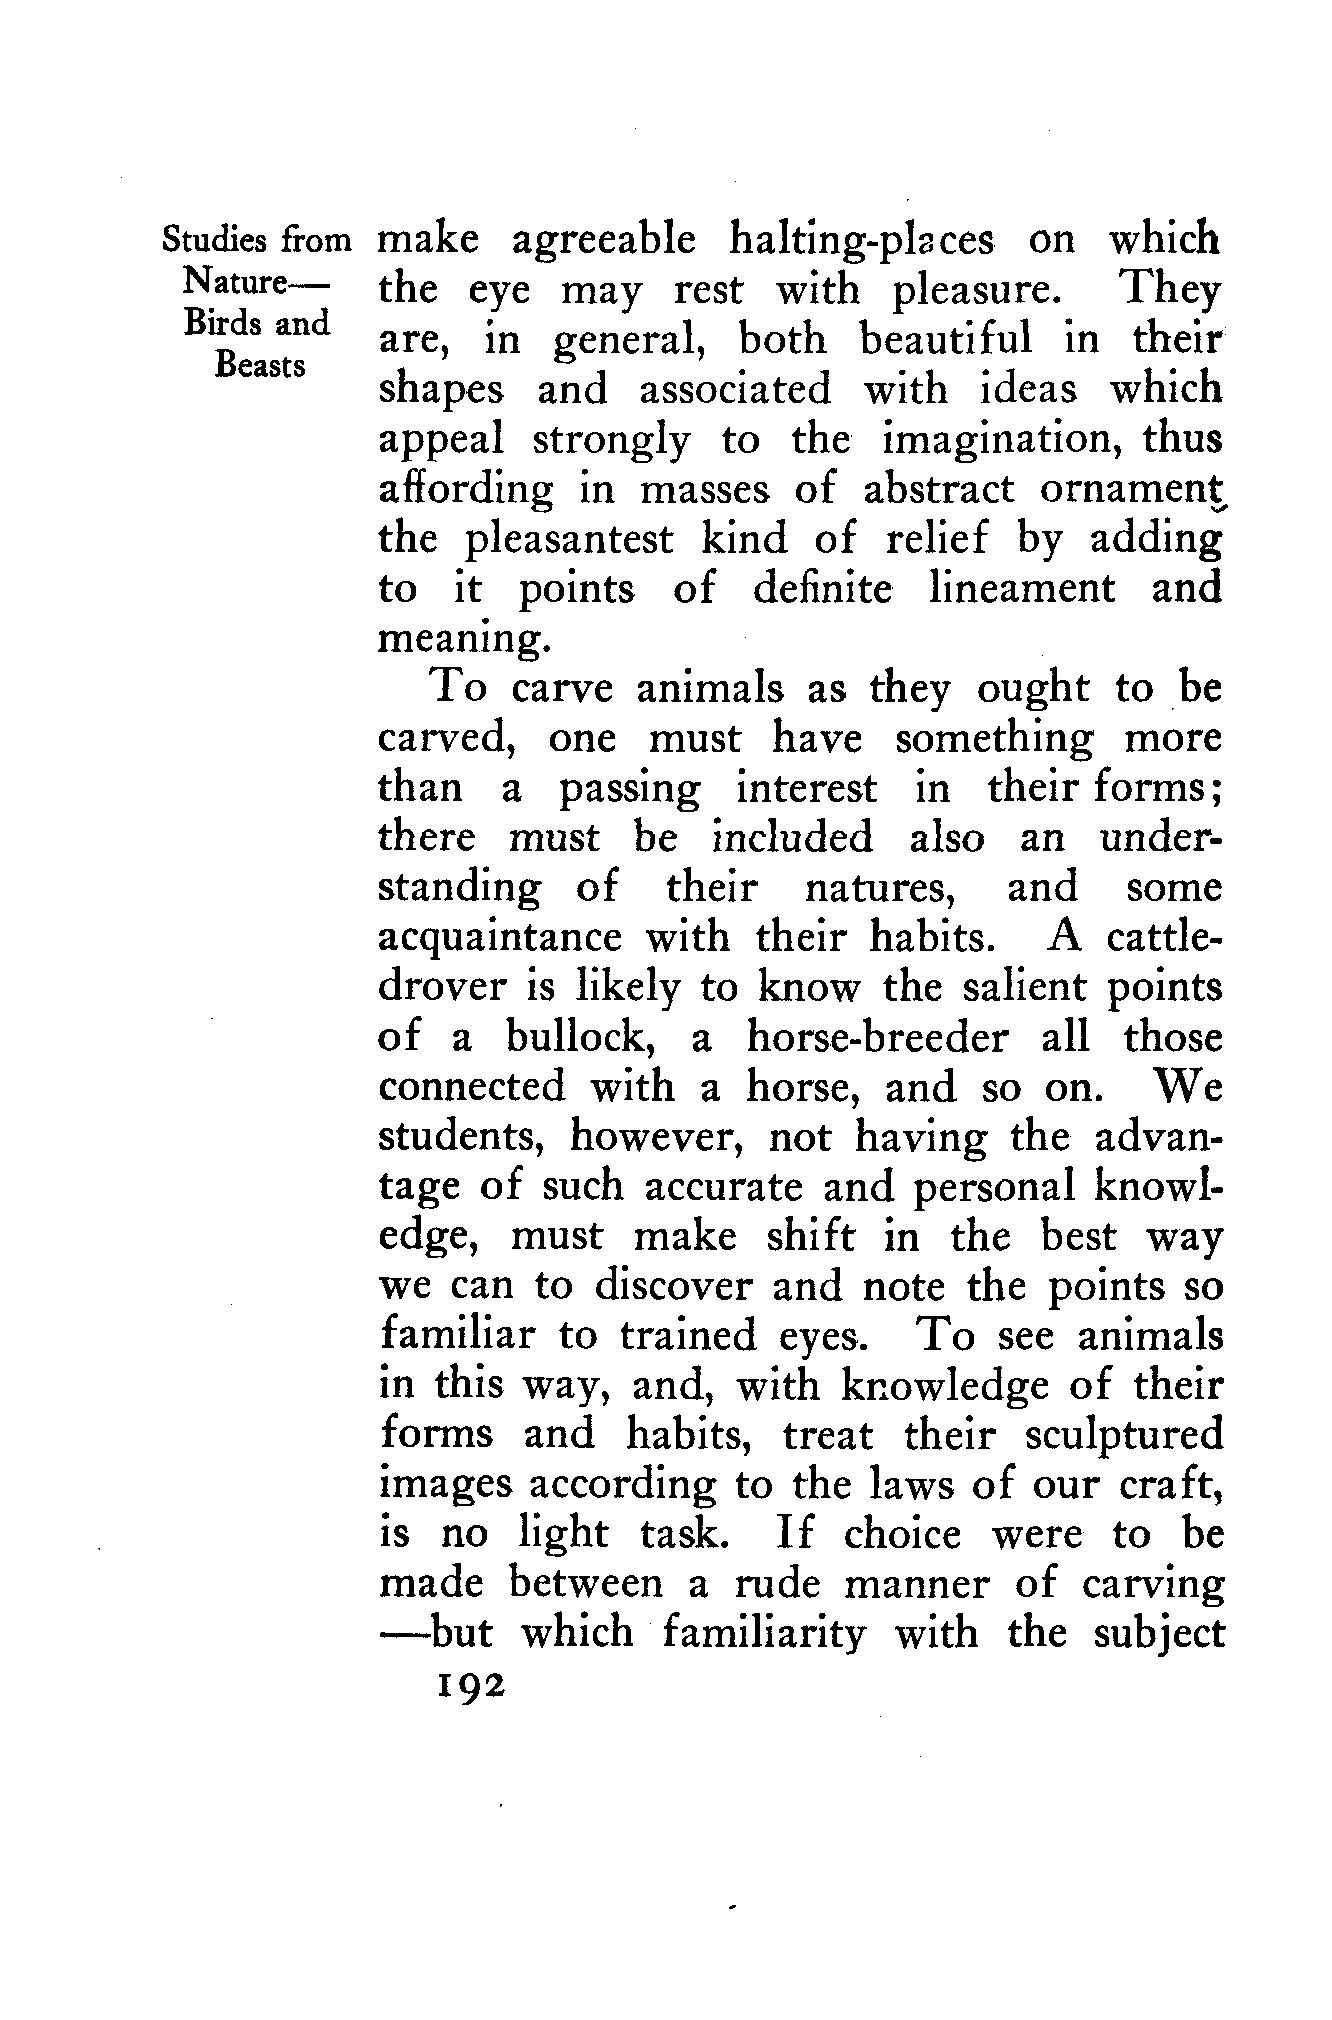 Studies from
Nature—
Birds and
Beasts
make agreeable halting-places on which
the eye may rest with pleasure. They
are, in general, both beautiful in their
shapes and associated with ideas which
appeal strongly to the imagination, thus
affording in masses of abstract ornament
the pleasantest kind of relief by adding
to it points of definite lineament and
meaning.
To carve animals as they ought to be
carved, one must have something more
than a passing interest in their forms;
there must be included also an under-
standing of their natures, and some
acquaintance with their habits. A cattle-
drover is likely to know the salient points
of a bullock, a horse-breeder all those
connected with a horse, and so on. We
students, however, not having the advan-
tage of such accurate and personal knowl-
edge, must make shift in the best way
we can to discover and note the points so
familiar to trained eyes. To see animals
in this way, and, with knowledge of their
forms and habits, treat their sculptured
images according to the laws of our craft,
is no light task. If choice were to be
made between a rude manner of carving
—but which familiarity with the subject
192